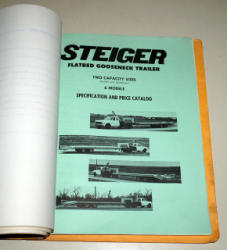 STEIGER
FLATBED GOOSENECK TRAILER
TWO CAPACITY SIZES
6 MODELS
SPECIFICATION AND PRICE CATALOG